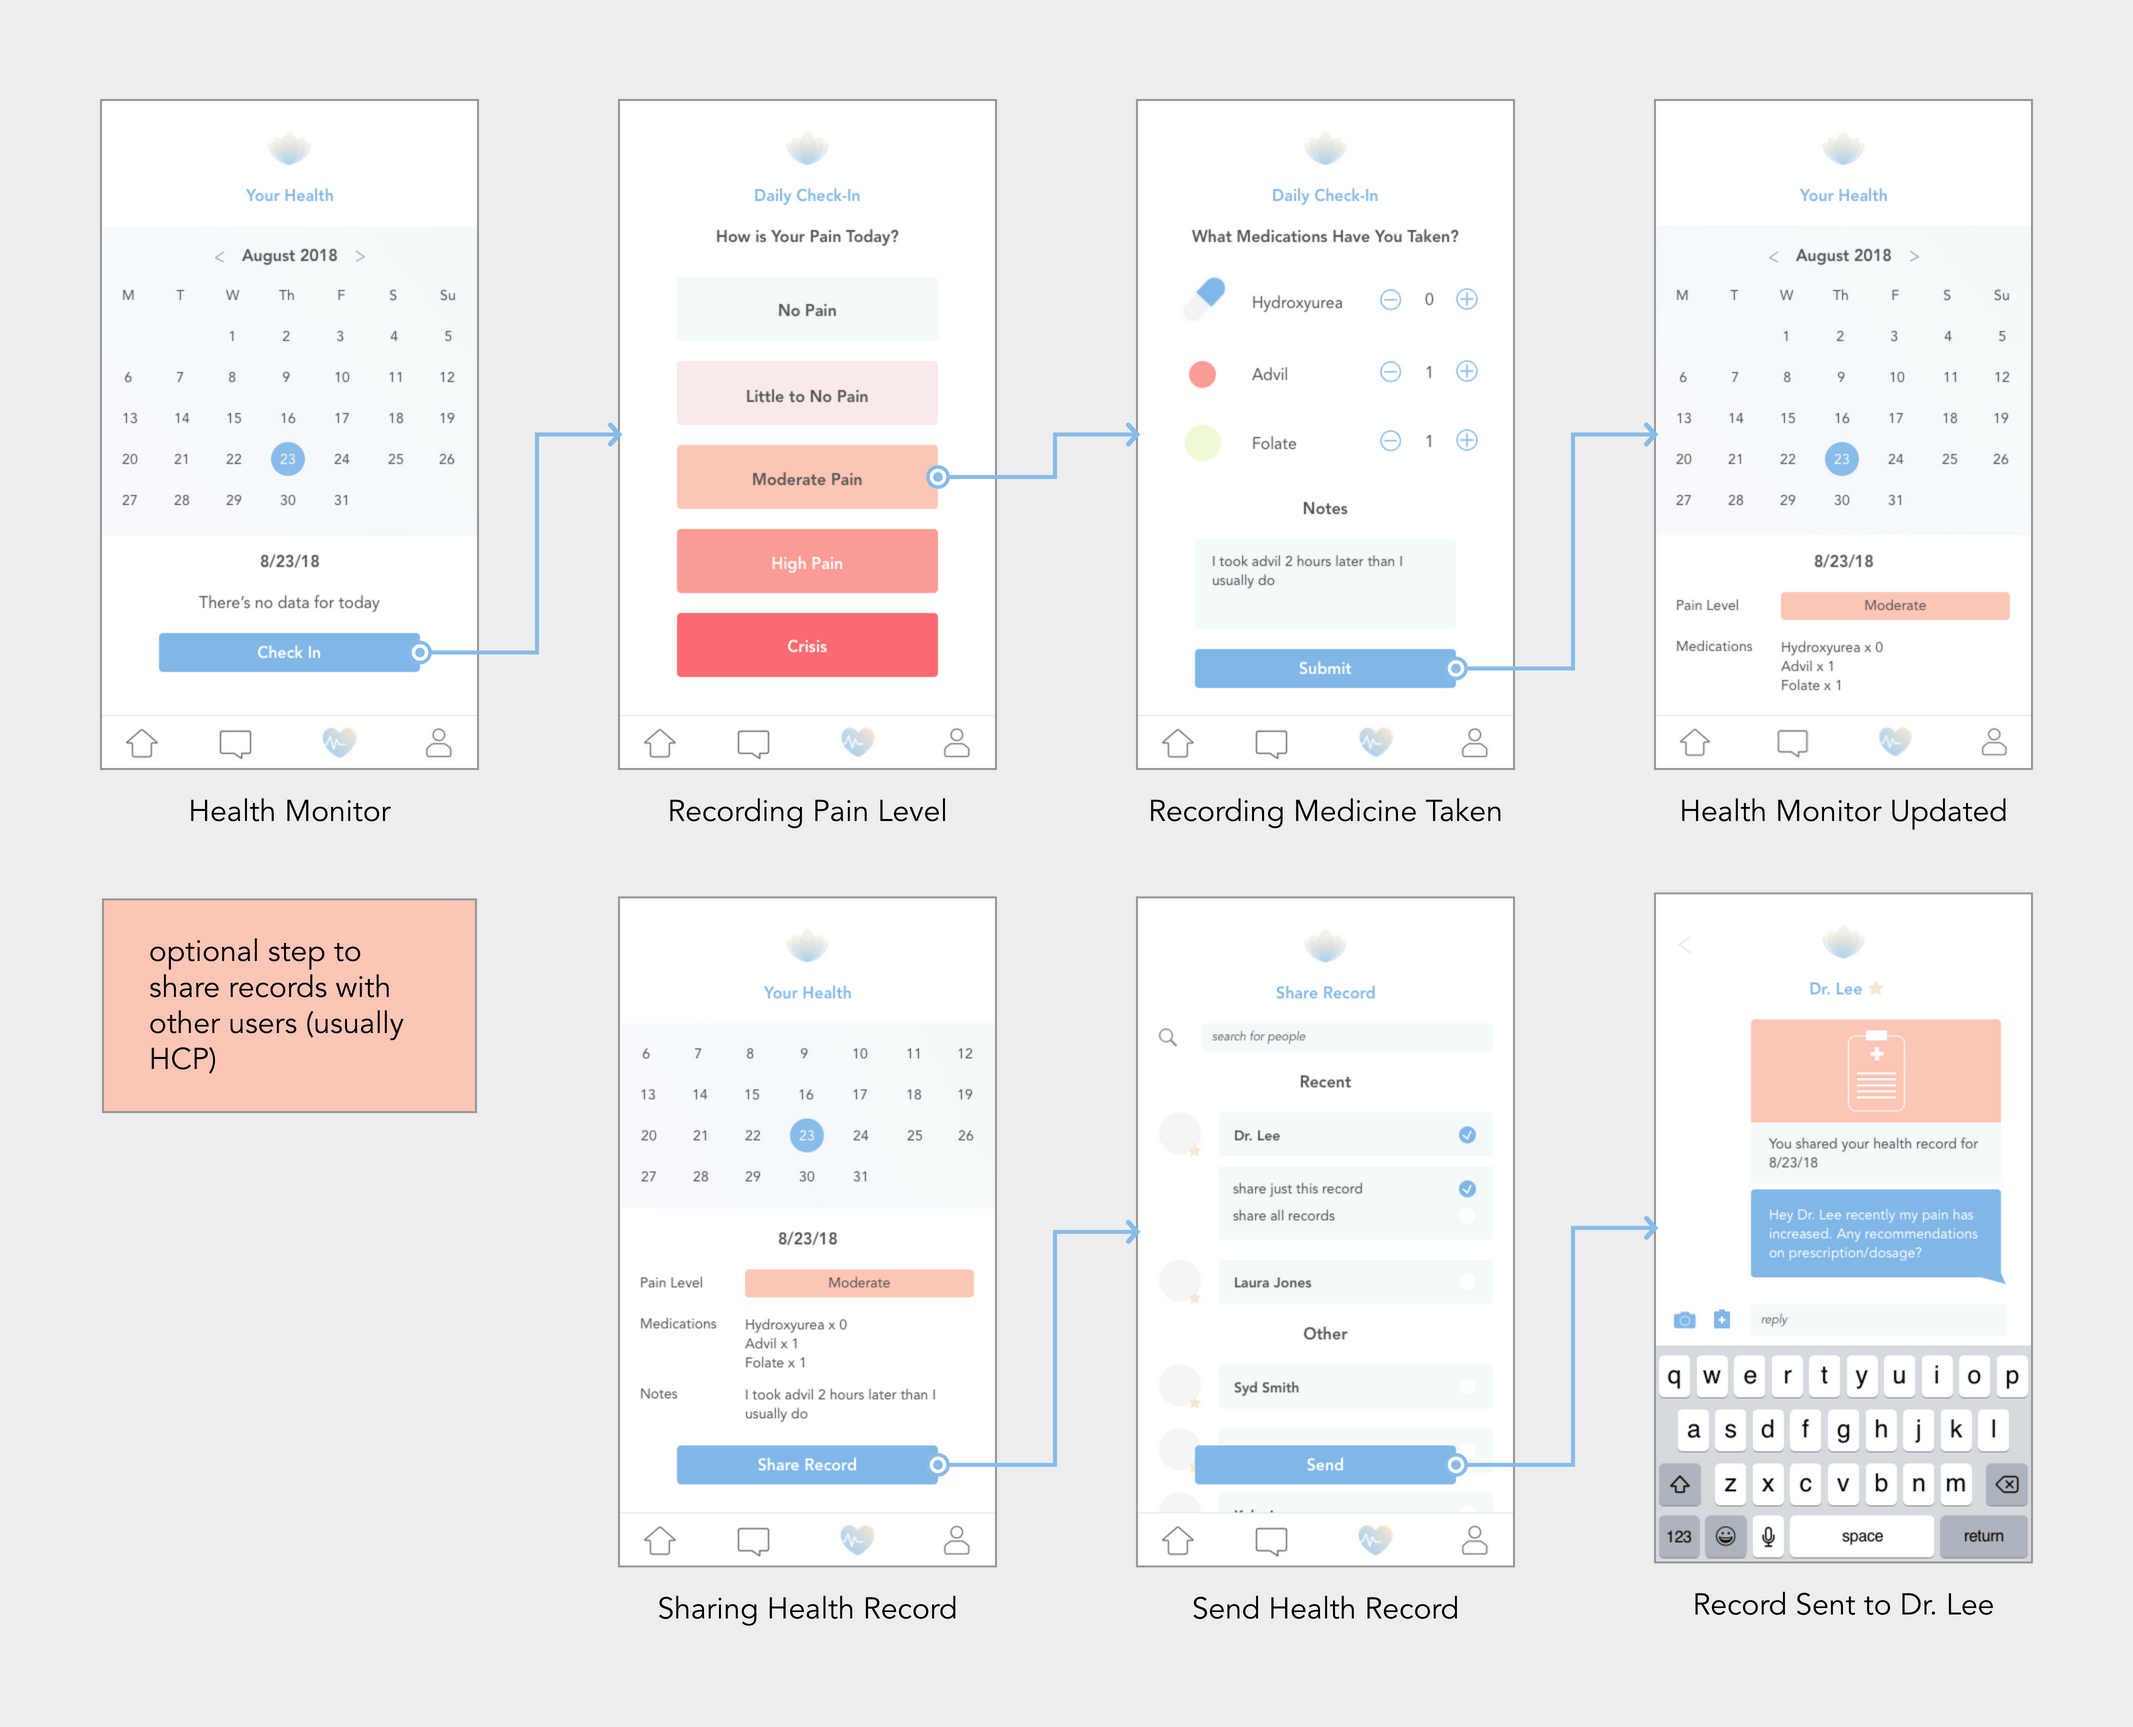 Your Health
< August 2018 >
M T W Th F S Su
1 2 3 4 5
6 7 8 9 10 11 12
13 14 15 16 17 18 19
20 21 22 23 24 25 26
27 28 29 30 31
8/23/18
There's no data for today
Check In
Health Monitor
Daily Check-In
How is Your Pain Today?
No Pain
Little to No Pain
Moderate Pain
High Pain
Crisis
Recording Pain Level
Daily Check-In
What Medications Have You Taken?
Hydroxyurea 0
Advil 1
Folate 1
Notes
I took advil 2 hours later than I
usually do
Submit
Recording Medicine Taken
Your Health
< August 2018 >
M T W Th F S Su
1 2 3 4 5
6 7 8 9 10 11 12
13 14 15 16 17 18 19
20 21 22 23 24 25 26
27 28 29 30 31
8/23/18
Pain Level Moderate
Medications Hydroxyurea x 0
Advil x 1
Folate x 1
Health Monitor Updated
optional step to
share records with
other users (usually
HCP)
Your Health
6 7 8 9 10 11 12
13 14 15 16 17 18 19
20 21 22 23 24 25 26
27 28 29 30 31
8/23/18
Pain Level Moderate
Medications Hydroxyurea x 0
Advil x 1
Folate x 1
Notes I took advil 2 hours later than I
usually do
Share Record
Sharing Health Record
Share Record
search for people
Recent
Dr. Lee
share just this record
share all records
Laura Jones
Other
Syd Smith
Send
Send Health Record
<
Dr. Lee
You shared your health record for
8/23/18
Hey Dr. Lee recently my pain has
increased. Any recommendations
on prescription/dosage?
reply
q w e r t y u i o p
a s d f g h j k l
z x c v b n m
123 space return
Record Sent to Dr. Lee